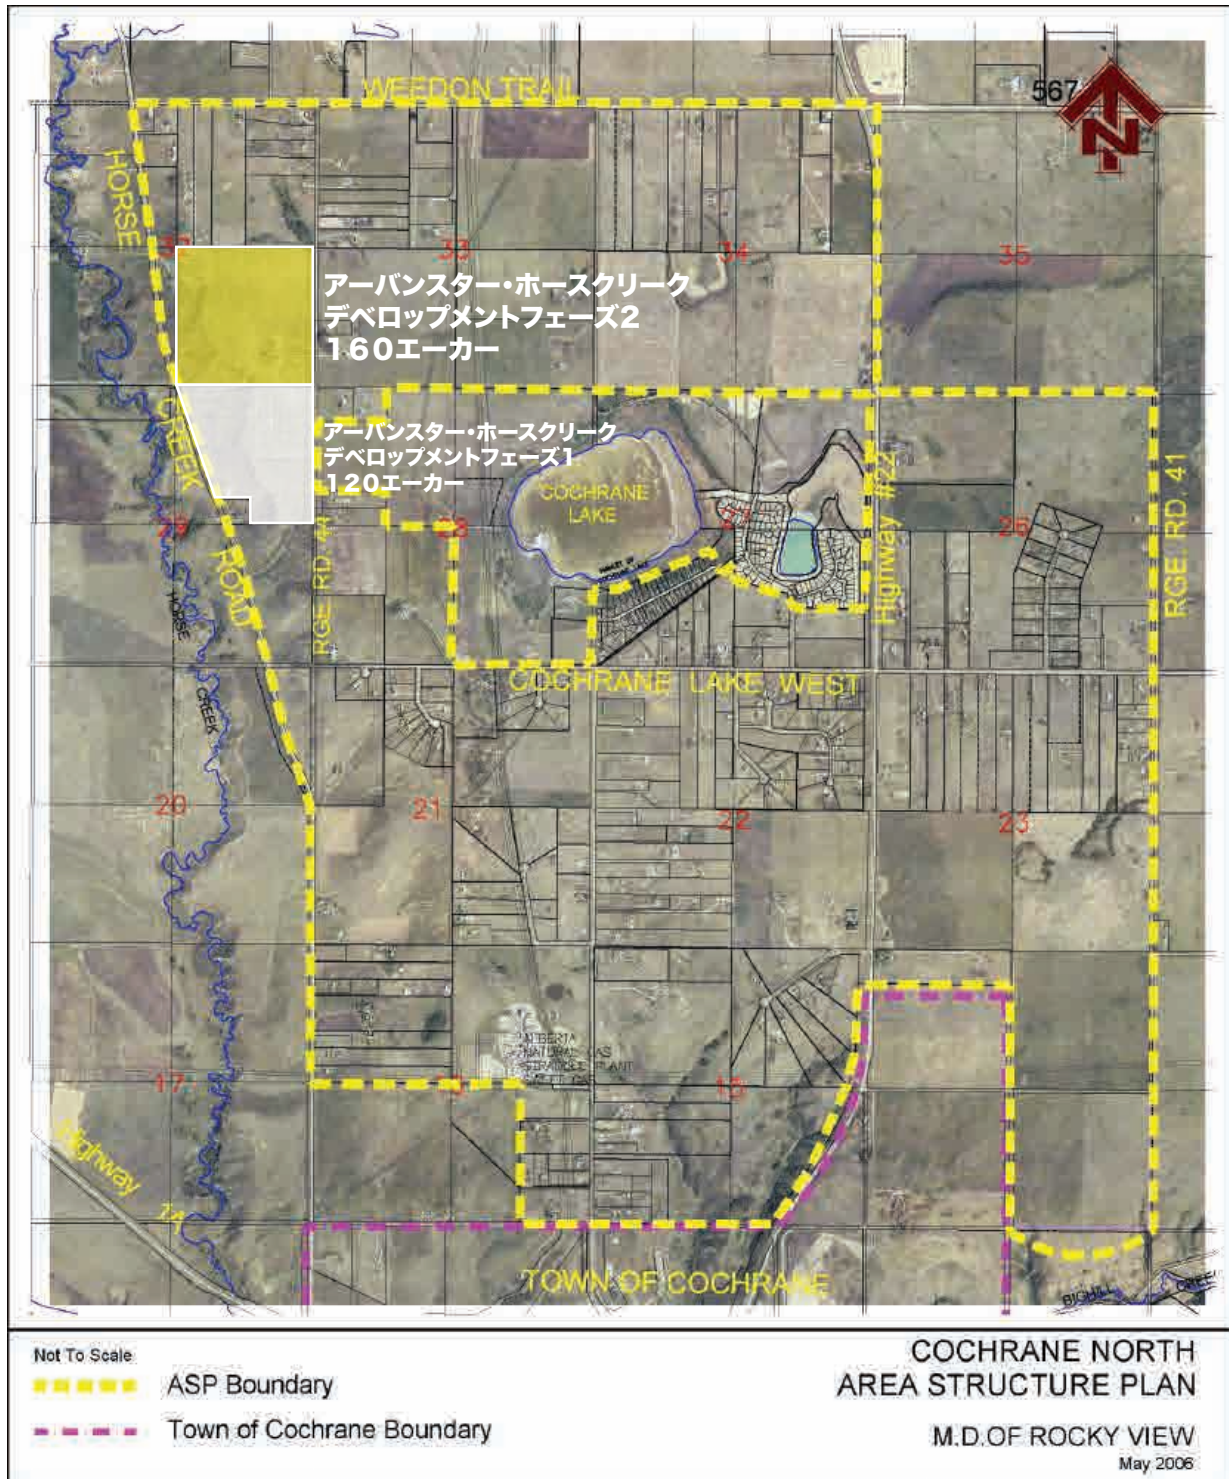 WEEDON TRAIL
567
N
HORSE
32
33
34
35
アーバンスター・ホースクリーク
デベロップメントフェーズ2
160エーカー
CREEK
アーバンスター・ホースクリーク
デベロップメントフェーズ1
120エーカー
COCHRANE
LAKE
Highway #22
RGE. RD. 41
29
28
27
26
ROAD
RGE RD. 44
HORSE
CREEK
COCHRANE LAKE WEST
20
21
22
23
ALBERTA
NATURAL GAS
STRADDLE PLANT
17
16
15
Highway
1A
TOWN OF COCHRANE
BIGHILL
CREEK
Not To Scale
ASP Boundary
Town of Cochrane Boundary
COCHRANE NORTH
AREA STRUCTURE PLAN
M.D.OF ROCKY VIEW
May 2006